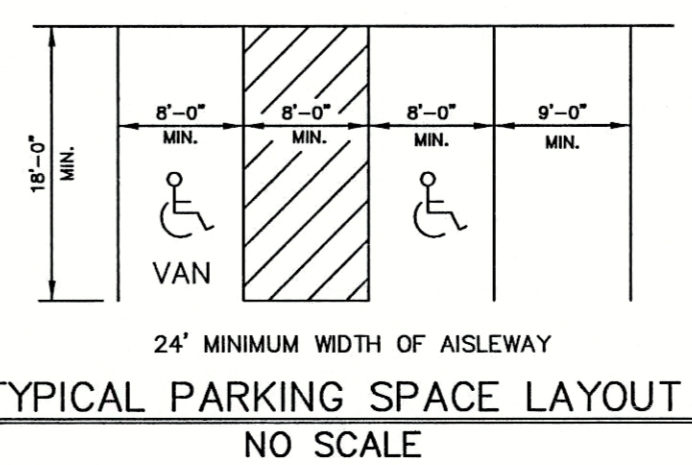 8'-0" 8'-0" 8'-0" 9'-0"
MIN. MIN. MIN. MIN.
18'-0"
MIN.
VAN
24' MINIMUM WIDTH OF AISLEWAY
TYPICAL PARKING SPACE LAYOUT
NO SCALE